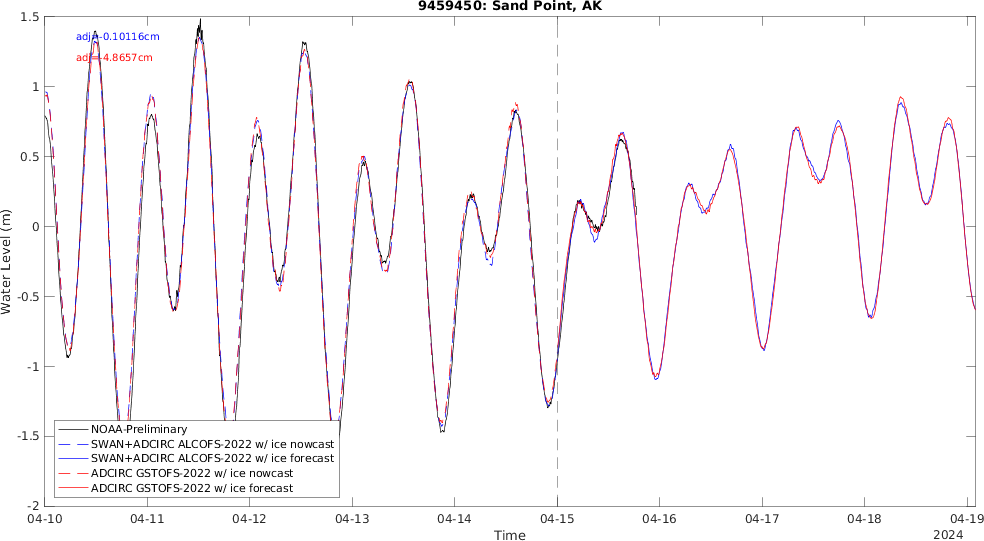 9459450: Sand Point, AK
adj=-0.10116cm
adj=-4.8657cm
Water Level (m)
1.5
1
0.5
0
-0.5
-1
-1.5
-2
NOAA-Preliminary
SWAN+ADCIRC ALCOFS-2022 w/ ice nowcast
SWAN+ADCIRC ALCOFS-2022 w/ ice forecast
ADCIRC GSTOFS-2022 w/ ice nowcast
ADCIRC GSTOFS-2022 w/ ice forecast
04-10 04-11 04-12 04-13 04-14 04-15 04-16 04-17 04-18 04-19
Time
2024